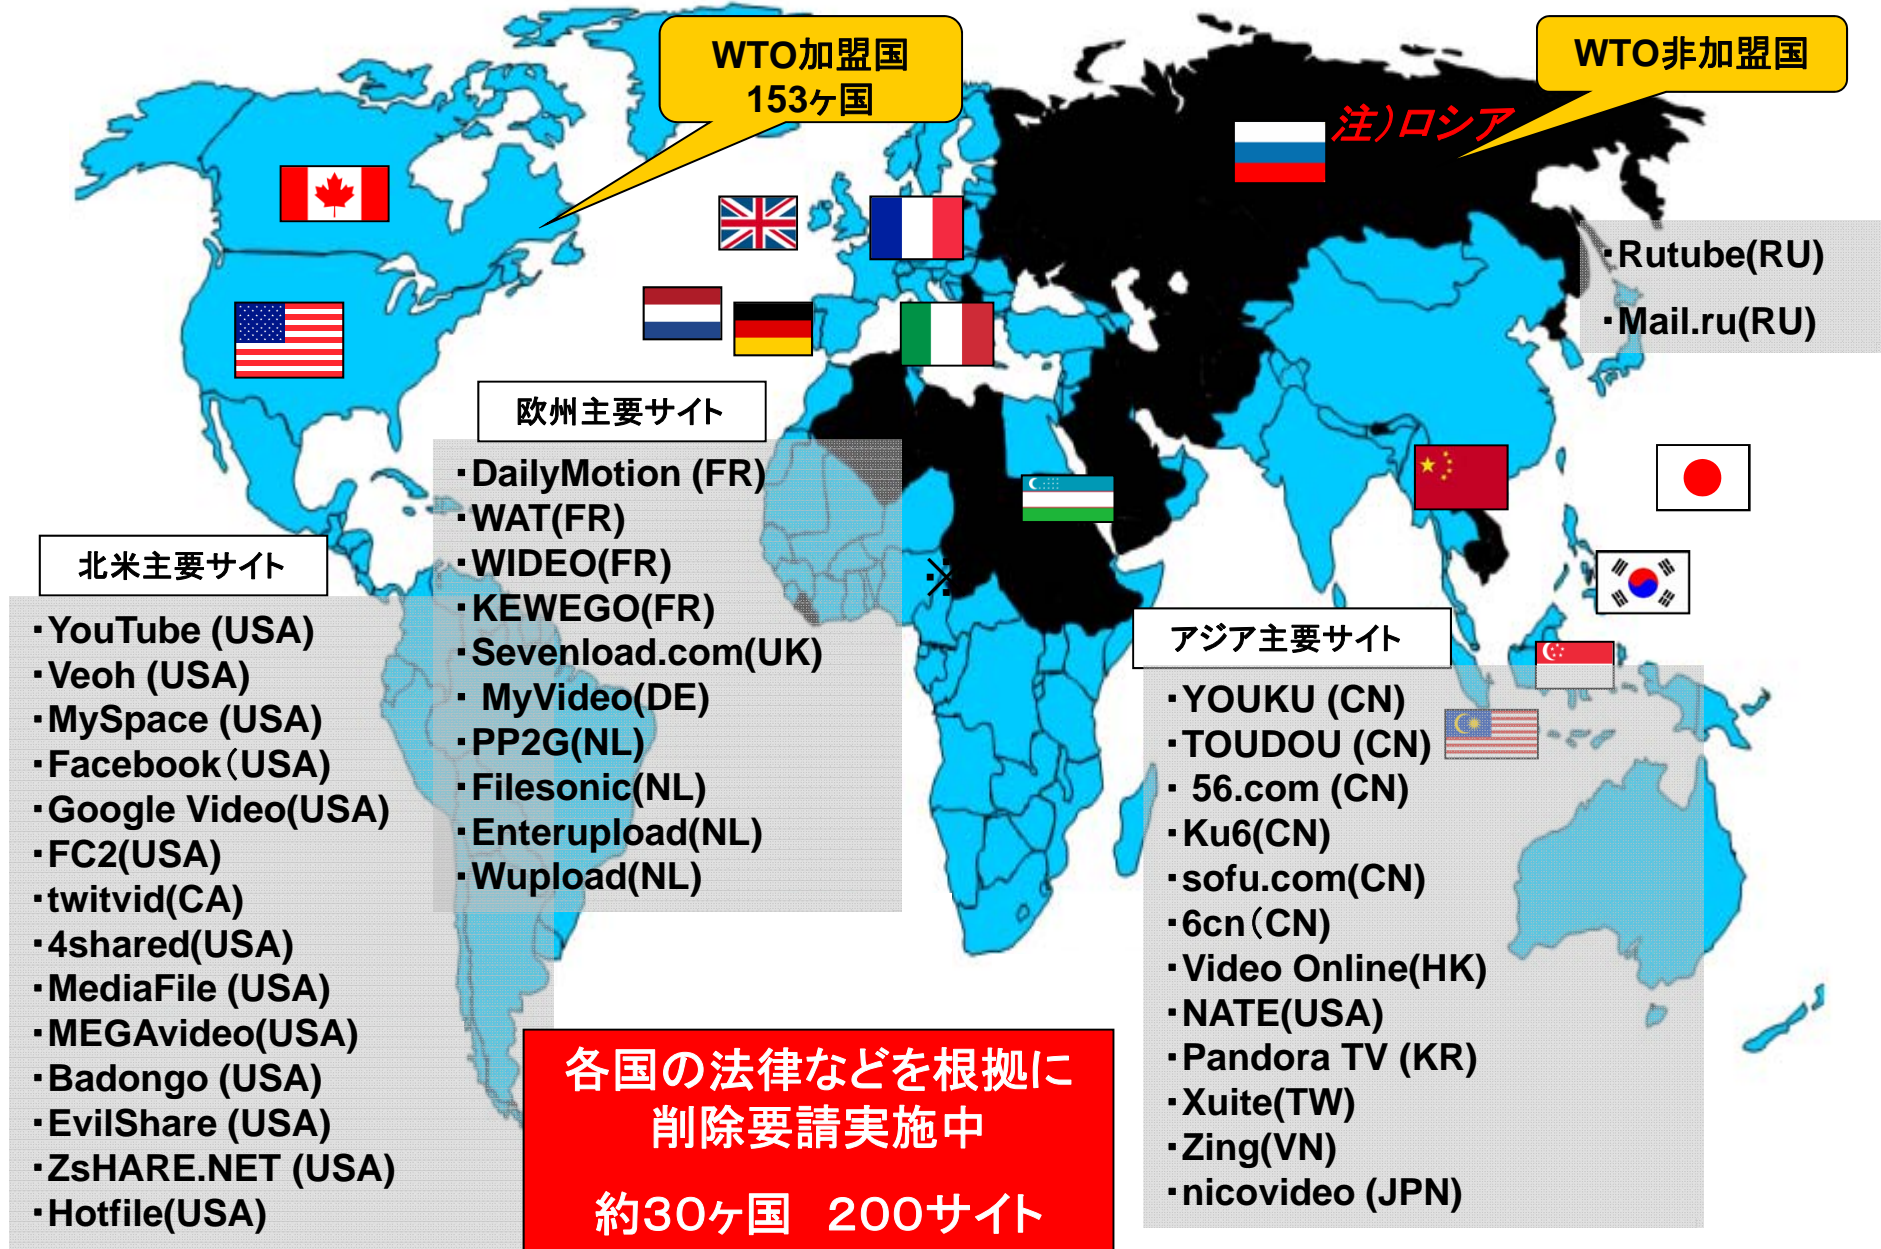 WTO加盟国
153ヶ国
WTO非加盟国
注）ロシア
・Rutube(RU)
・Mail.ru(RU)
欧州主要サイト
・DailyMotion (FR)
・WAT(FR)
・WIDEO(FR)
・KEWEGO(FR)
・Sevenload.com(UK)
・ MyVideo(DE)
・PP2G(NL)
・Filesonic(NL)
・Enterupload(NL)
・Wupload(NL)
※
北米主要サイト
・YouTube (USA)
・Veoh (USA)
・MySpace (USA)
・Facebook（USA)
・Google Video(USA)
・FC2(USA)
・twitvid(CA)
・4shared(USA)
・MediaFile (USA)
・MEGAvideo(USA)
・Badongo (USA)
・EvilShare (USA)
・ZsHARE.NET (USA)
・Hotfile(USA)
アジア主要サイト
・YOUKU (CN)
・TOUDOU (CN)
・ 56.com (CN)
・Ku6(CN)
・sofu.com(CN)
・6cn（CN)
・Video Online(HK)
・NATE(USA)
・Pandora TV (KR)
・Xuite(TW)
・Zing(VN)
・nicovideo (JPN)
各国の法律などを根拠に
削除要請実施中
約３０ヶ国　２００サイト